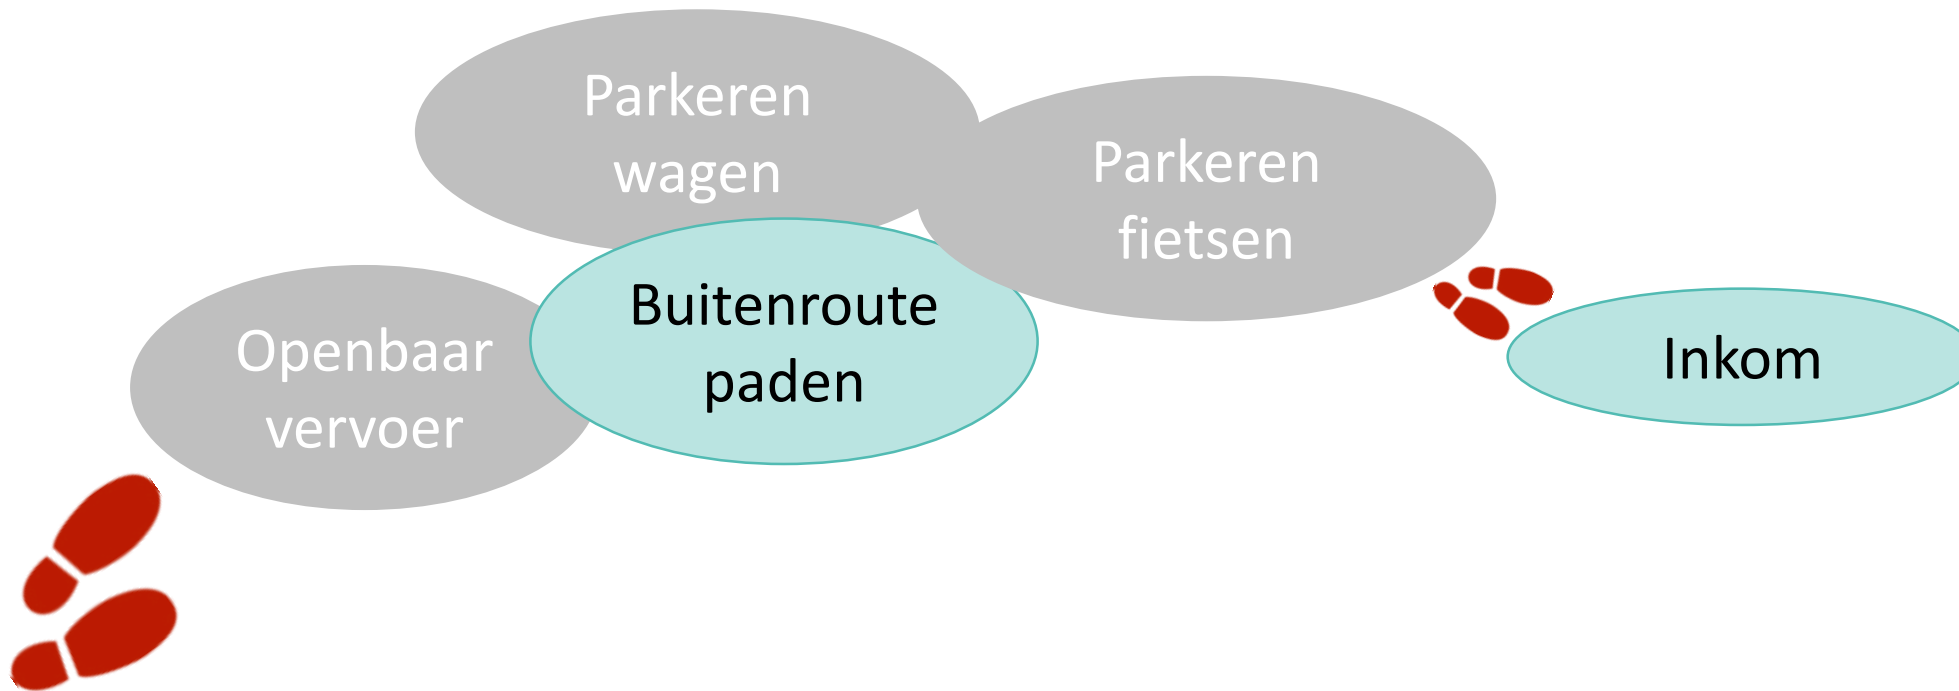 Parkeren
wagen
Parkeren
fietsen
Buitenroute
paden
Openbaar
vervoer
Inkom